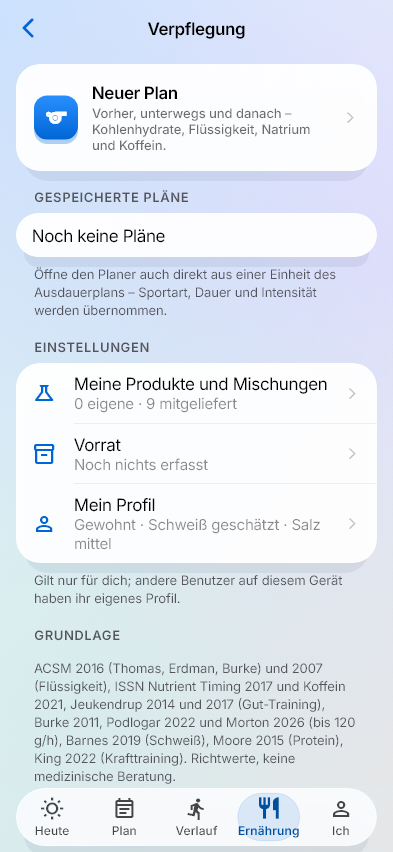 Verpflegung
Neuer Plan
Vorher, unterwegs und danach –
Kohlenhydrate, Flüssigkeit, Natrium
und Koffein.
GESPEICHERTE PLÄNE
Noch keine Pläne
Öffne den Planer auch direkt aus einer Einheit des
Ausdauerplans – Sportart, Dauer und Intensität
werden übernommen.
EINSTELLUNGEN
Meine Produkte und Mischungen
0 eigene · 9 mitgeliefert
Vorrat
Noch nichts erfasst
Mein Profil
Gewohnt · Schweiß geschätzt · Salz
mittel
Gilt nur für dich; andere Benutzer auf diesem Gerät
haben ihr eigenes Profil.
GRUNDLAGE
ACSM 2016 (Thomas, Erdman, Burke) und 2007
(Flüssigkeit), ISSN Nutrient Timing 2017 und Koffein
2021, Jeukendrup 2014 und 2017 (Gut-Training),
Burke 2011, Podlogar 2022 und Morton 2026 (bis 120
g/h), Barnes 2019 (Schweiß), Moore 2015 (Protein),
King 2022 (Krafttraining). Richtwerte, keine
medizinische Beratung.
Heute
Plan
Verlauf
Ernährung
Ich